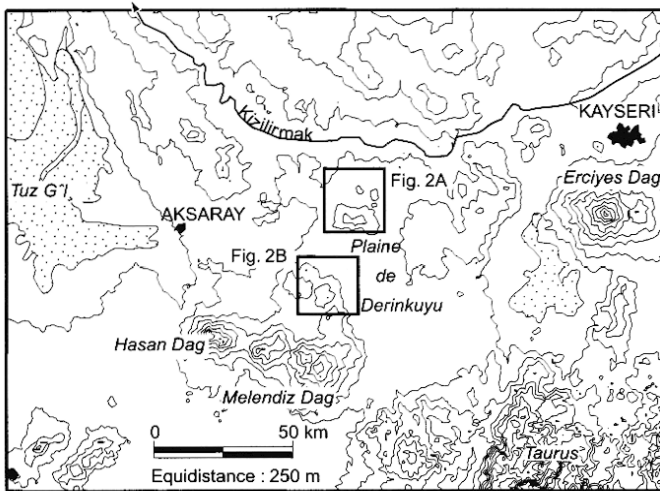 Kizilirmak
KAYSERI
Fig. 2A
Erciyes Dag
Tuz G°l
AKSARAY
Plaine
Fig. 2B
de
Derinkuyu
Hasan Dag
Melendiz Dag
0 50 km
Taurus
Equidistance : 250 m